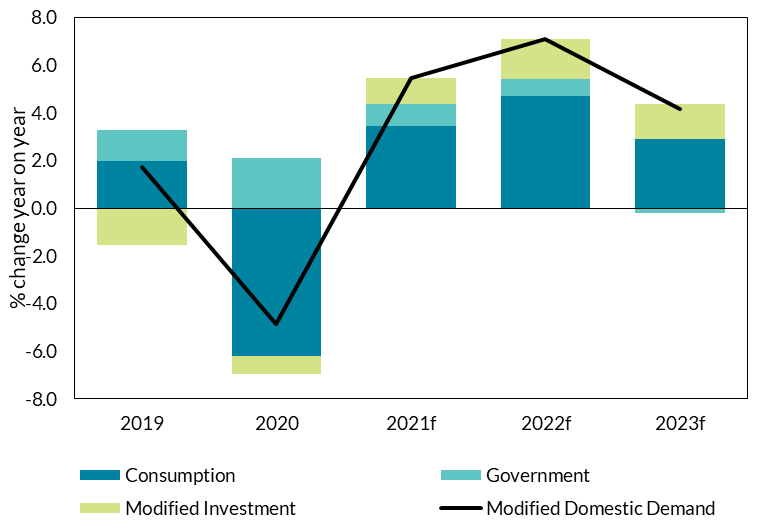 8.0
6.0
4.0
2.0
0.0
-2.0
-4.0
-6.0
-8.0
% change year on year
2019 2020 2021f 2022f 2023f
Consumption Government
Modified Investment Modified Domestic Demand